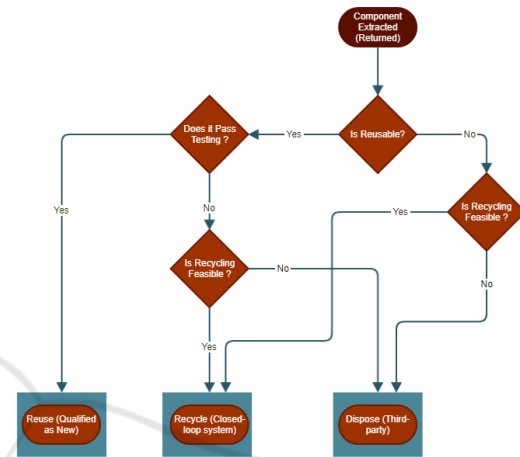 Component
Extracted
(Returned)
Does it Pass
Testing ?
Yes
Is Reusable?
No
Yes
No
Is Recycling
Feasible ?
Yes
Is Recycling
Feasible ?
No
No
Yes
Reuse (Qualified
as New)
Recycle (Closed-
loop system)
Dispose (Third-
party)